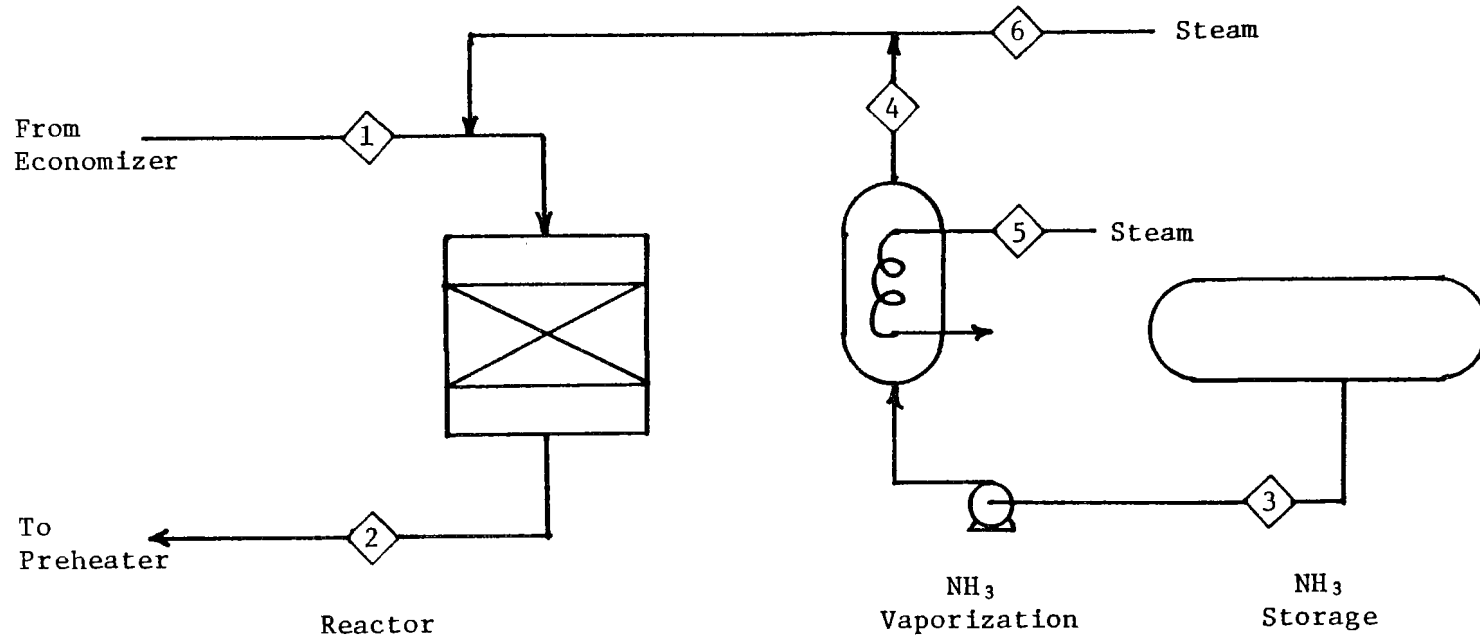 6
Steam
4
From
Economizer
1
5
Steam
3
To
Preheater
2
NH₃
Vaporization
NH₃
Storage
Reactor